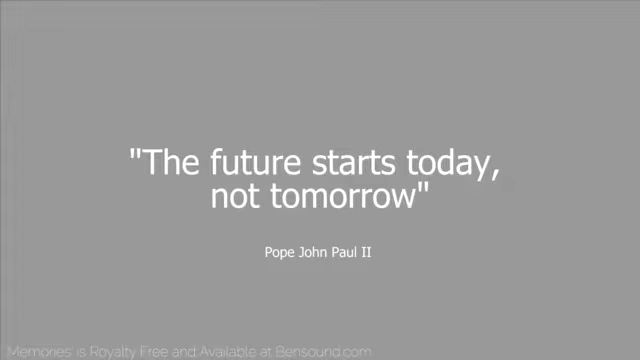 "The future starts today,
not tomorrow"
Pope John Paul II
'Memories' is Royalty Free and Available at Bensound.com